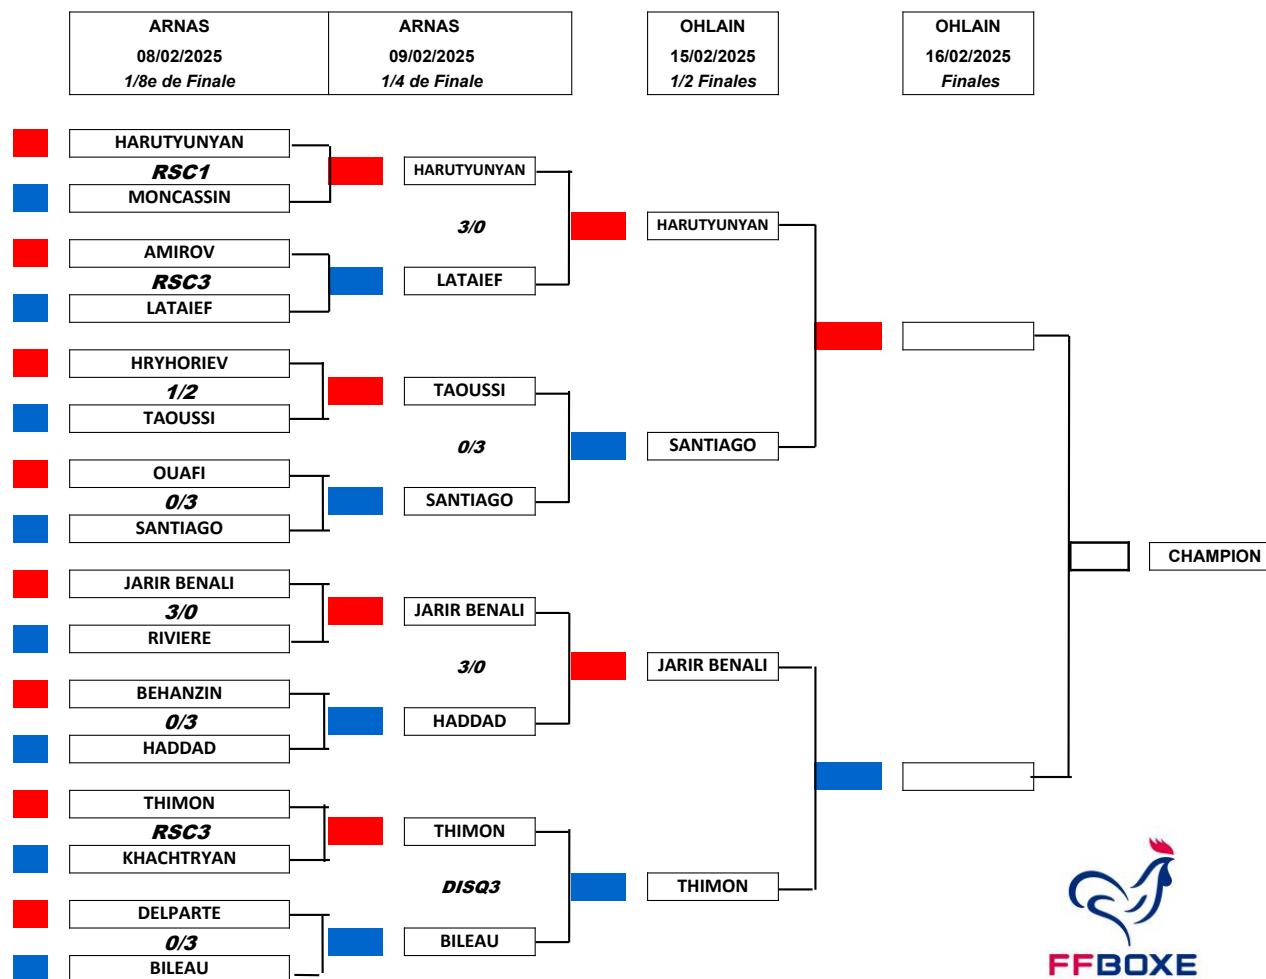 ARNAS
08/02/2025
1/8e de Finale
ARNAS
09/02/2025
1/4 de Finale
OHLAIN
15/02/2025
1/2 Finales
OHLAIN
16/02/2025
Finales
HARUTYUNYAN
RSC1
MONCASSIN
AMIROV
RSC3
LATAIEF
HRYHORIEV
1/2
TAOUSSI
OUAFI
0/3
SANTIAGO
JARIR BENALI
3/0
RIVIERE
BEHANZIN
0/3
HADDAD
THIMON
RSC3
KHACHTRYAN
DELPARTE
0/3
BILEAU
HARUTYUNYAN
3/0
LATAIEF
TAOUSSI
0/3
SANTIAGO
JARIR BENALI
3/0
HADDAD
THIMON
DISQ3
BILEAU
HARUTYUNYAN
SANTIAGO
JARIR BENALI
THIMON
CHAMPION
FFBOXE